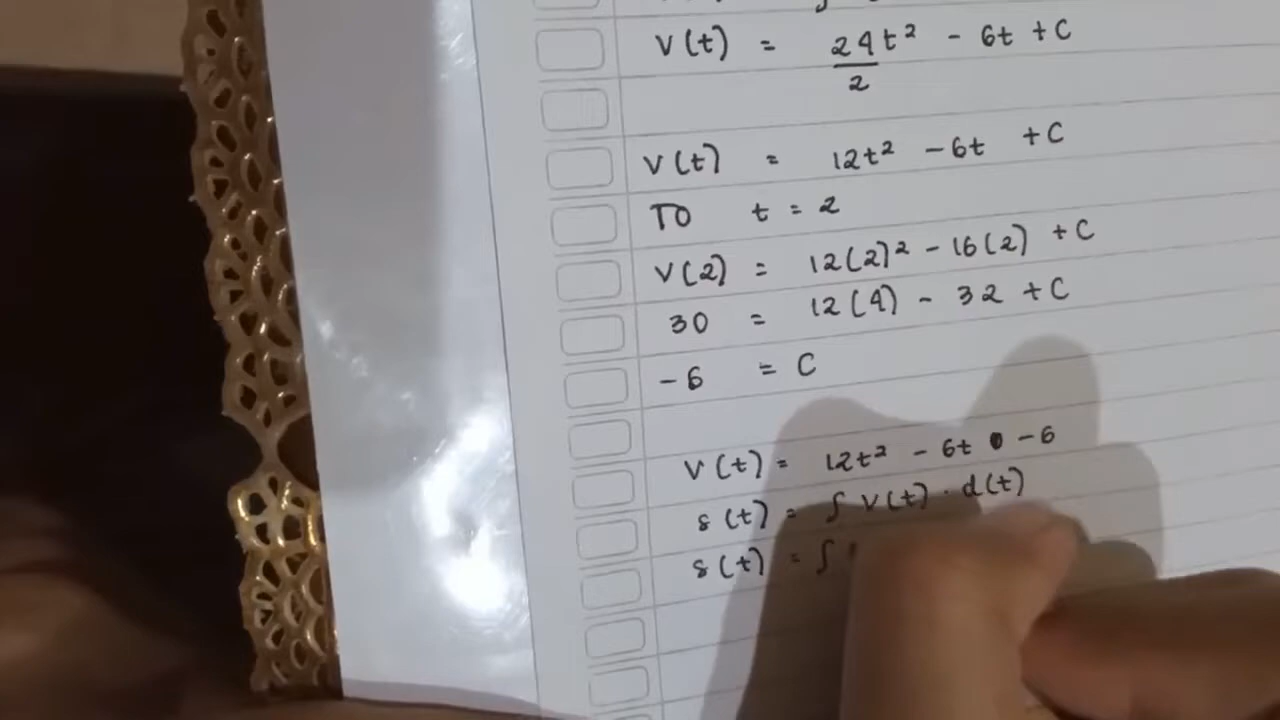 V(t) = 24t² - 6t + C
2
V(t) = 12t² - 6t + C
TO t = 2
V(2) = 12(2)² - 16(2) + C
30 = 12(4) - 32 + C
-6 = C
V(t) = 12t² - 6t - 6
s(t) = ∫ V(t) . d(t)
s(t) = ∫